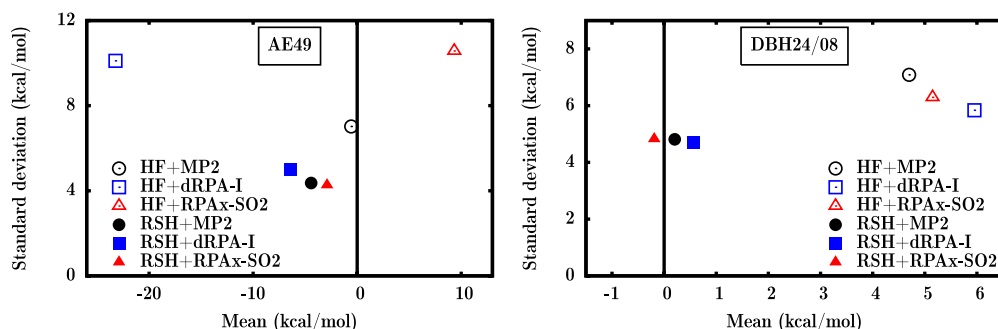 AE49
Standard deviation (kcal/mol)
12
8
4
0
HF+MP2
HF+dRPA-I
HF+RPAx-SO2
RSH+MP2
RSH+dRPA-I
RSH+RPAx-SO2
-20
-10
0
10
Mean (kcal/mol)
DBH24/08
Standard deviation (kcal/mol)
8
6
4
2
0
HF+MP2
HF+dRPA-I
HF+RPAx-SO2
RSH+MP2
RSH+dRPA-I
RSH+RPAx-SO2
-1
0
1
2
3
4
5
6
Mean (kcal/mol)